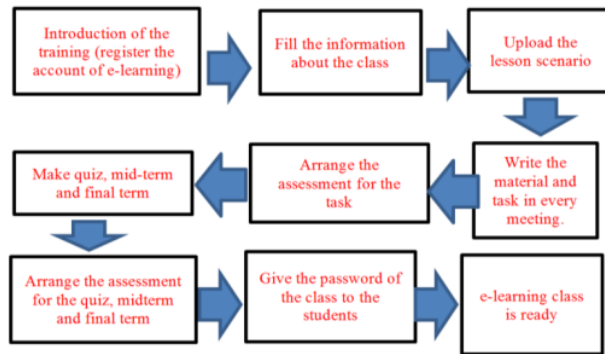 Introduction of the
training (register the
account of e-learning)
Fill the information
about the class
Upload the
lesson scenario
Write the
material and
task in every
meeting.
Arrange the
assessment for the
task
Make quiz, mid-term
and final term
Arrange the assessment
for the quiz, midterm
and final term
Give the password of
the class to the
students
e-learning class
is ready